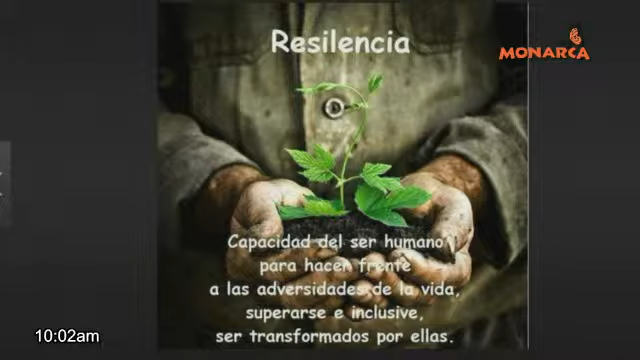 Resilencia
MONARCA
Capacidad del ser humano
para hacer frente
a las adversidades de la vida,
superarse e inclusive,
ser transformados por ellas.
10:02am